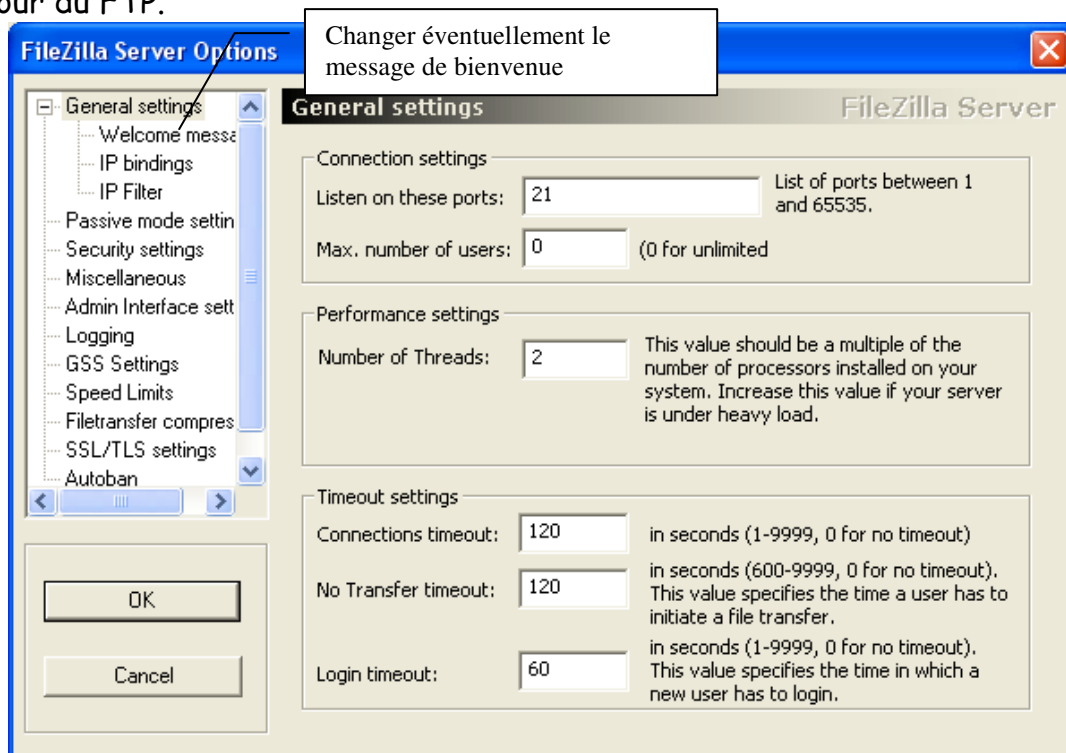 our du FTP.
Changer éventuellement le
message de bienvenue
FileZilla Server Options
General settings
Welcome messa
IP bindings
IP Filter
Passive mode settin
Security settings
Miscellaneous
Admin Interface sett
Logging
GSS Settings
Speed Limits
Filetransfer compres
SSL/TLS settings
Autoban
OK
Cancel
General settings
FileZilla Server
Connection settings
Listen on these ports:
21
List of ports between 1
and 65535.
Max. number of users:
0
(0 for unlimited
Performance settings
Number of Threads:
2
This value should be a multiple of the
number of processors installed on your
system. Increase this value if your server
is under heavy load.
Timeout settings
Connections timeout:
120
in seconds (1-9999, 0 for no timeout)
No Transfer timeout:
120
in seconds (600-9999, 0 for no timeout).
This value specifies the time a user has to
initiate a file transfer.
Login timeout:
60
in seconds (1-9999, 0 for no timeout).
This value specifies the time in which a
new user has to login.